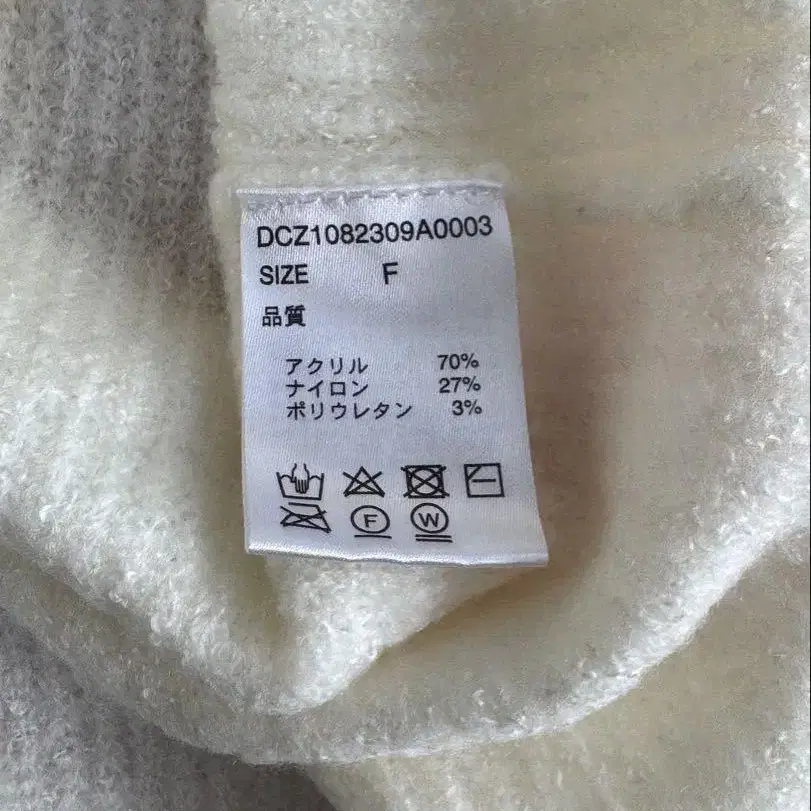 DCZ1082309A0003
SIZE F
品質
アクリル 70%
ナイロン 27%
ポリウレタン 3%
F W